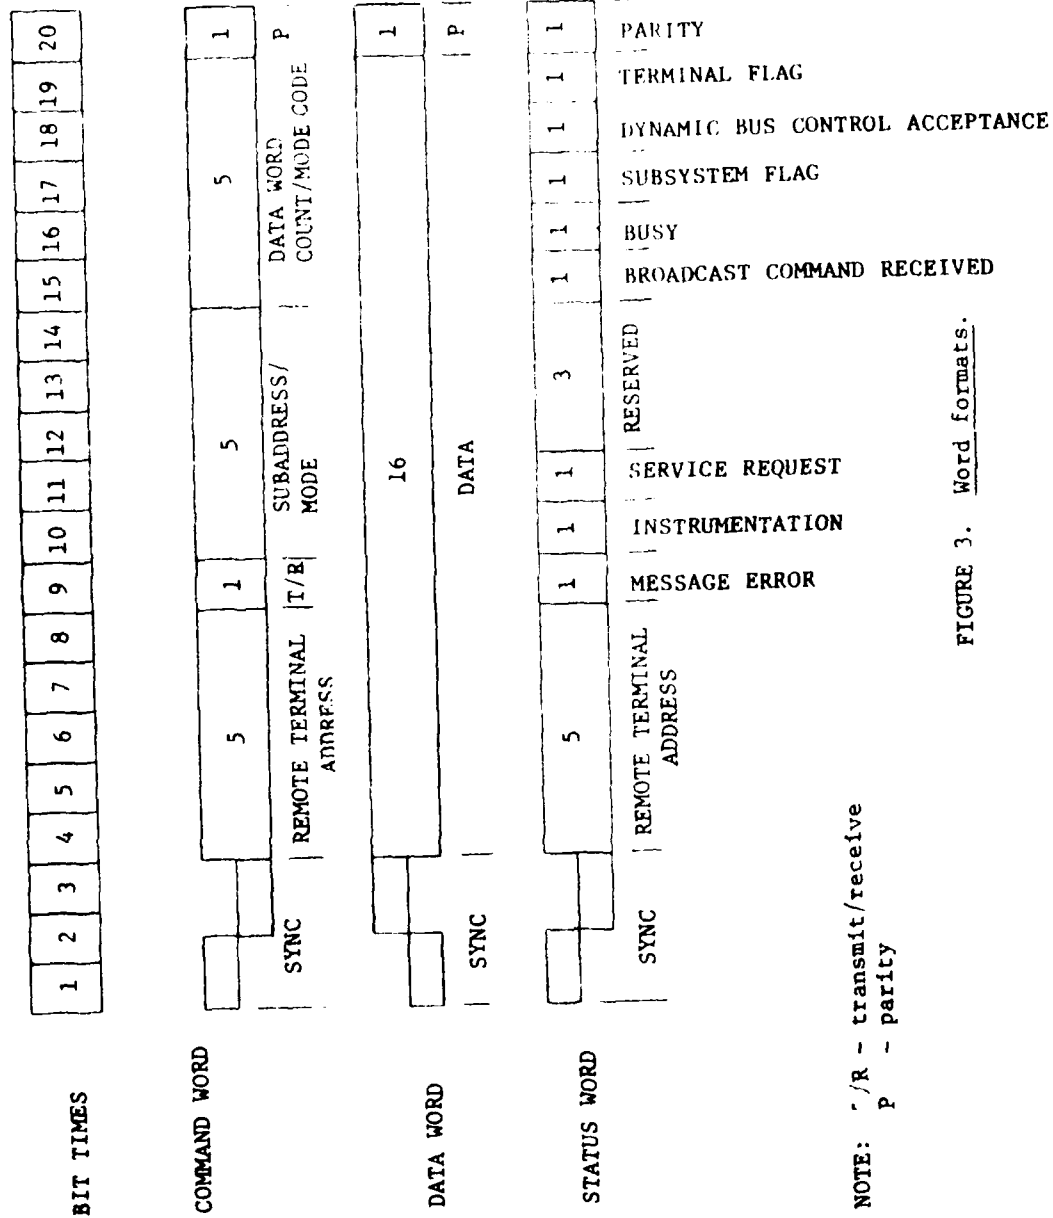 BIT TIMES
1 2 3 4 5 6 7 8 9 10 11 12 13 14 15 16 17 18 19 20
COMMAND WORD
5 1 5 5 1
SYNC
REMOTE TERMINAL
ADDRESS
T/R
SUBADDRESS/
MODE
DATA WORD
COUNT/MODE CODE
P
DATA WORD
16 1
SYNC
DATA
P
STATUS WORD
5 1 1 1 3 1 1 1 1 1 1
SYNC
REMOTE TERMINAL
ADDRESS
MESSAGE ERROR
INSTRUMENTATION
SERVICE REQUEST
RESERVED
BROADCAST COMMAND RECEIVED
BUSY
SUBSYSTEM FLAG
DYNAMIC BUS CONTROL ACCEPTANCE
TERMINAL FLAG
PARITY
NOTE: /R - transmit/receive
P - parity
FIGURE 3. Word formats.